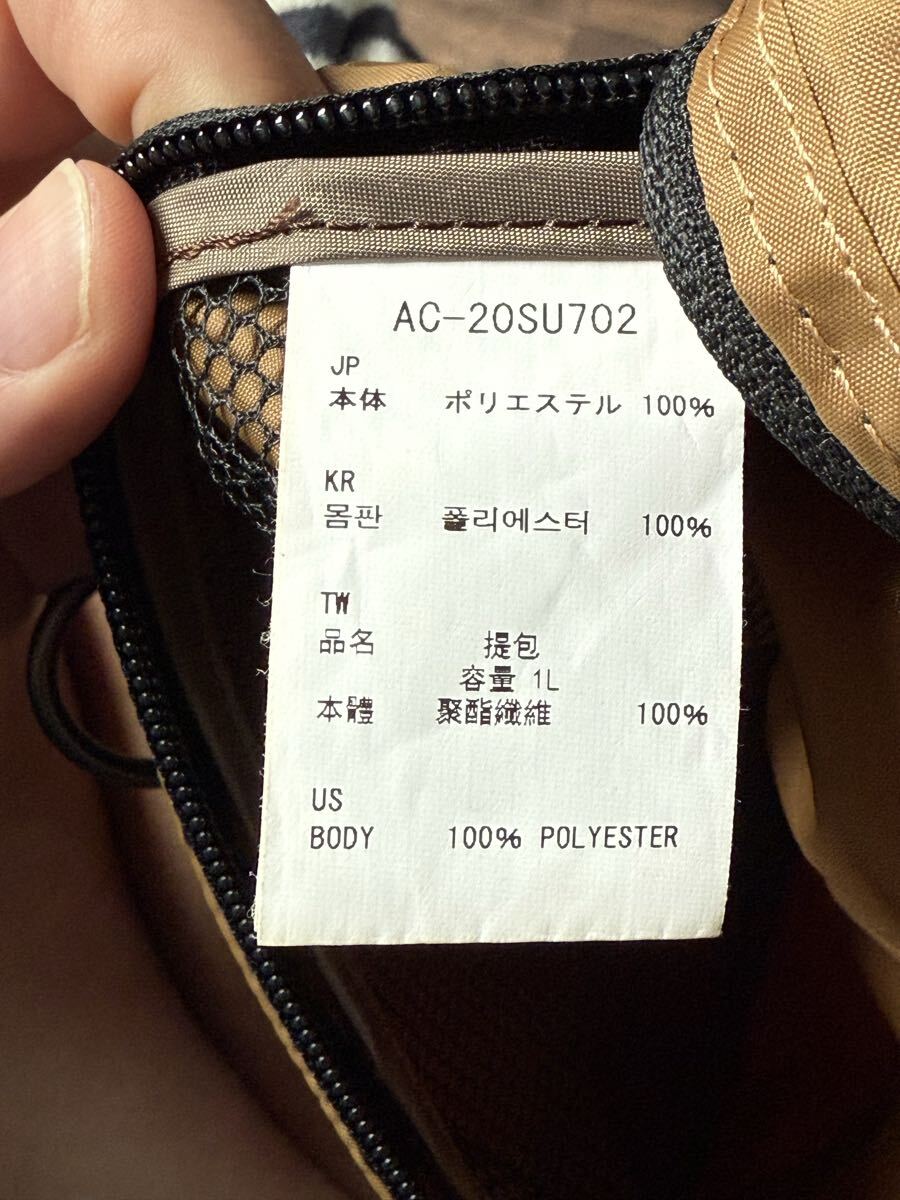 AC-20SU702
JP
本体 ポリエステル 100%
KR
몸판 폴리에스터 100%
TW
品名 提包
容量 1L
本體 聚酯纖維 100%
US
BODY 100% POLYESTER